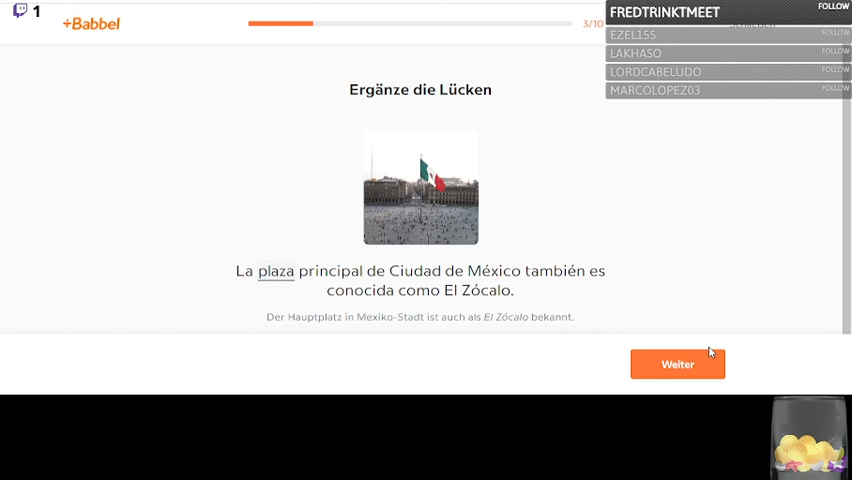 1
+Babbel
3/10
FREDTRINKTMEET FOLLOW
EZEL155 FOLLOW
LAKHASO FOLLOW
LORDCABELUDO FOLLOW
MARCOLOPEZ03 FOLLOW
Ergänze die Lücken
La plaza principal de Ciudad de México también es
conocida como El Zócalo.
Der Hauptplatz in Mexiko-Stadt ist auch als El Zócalo bekannt.
Weiter